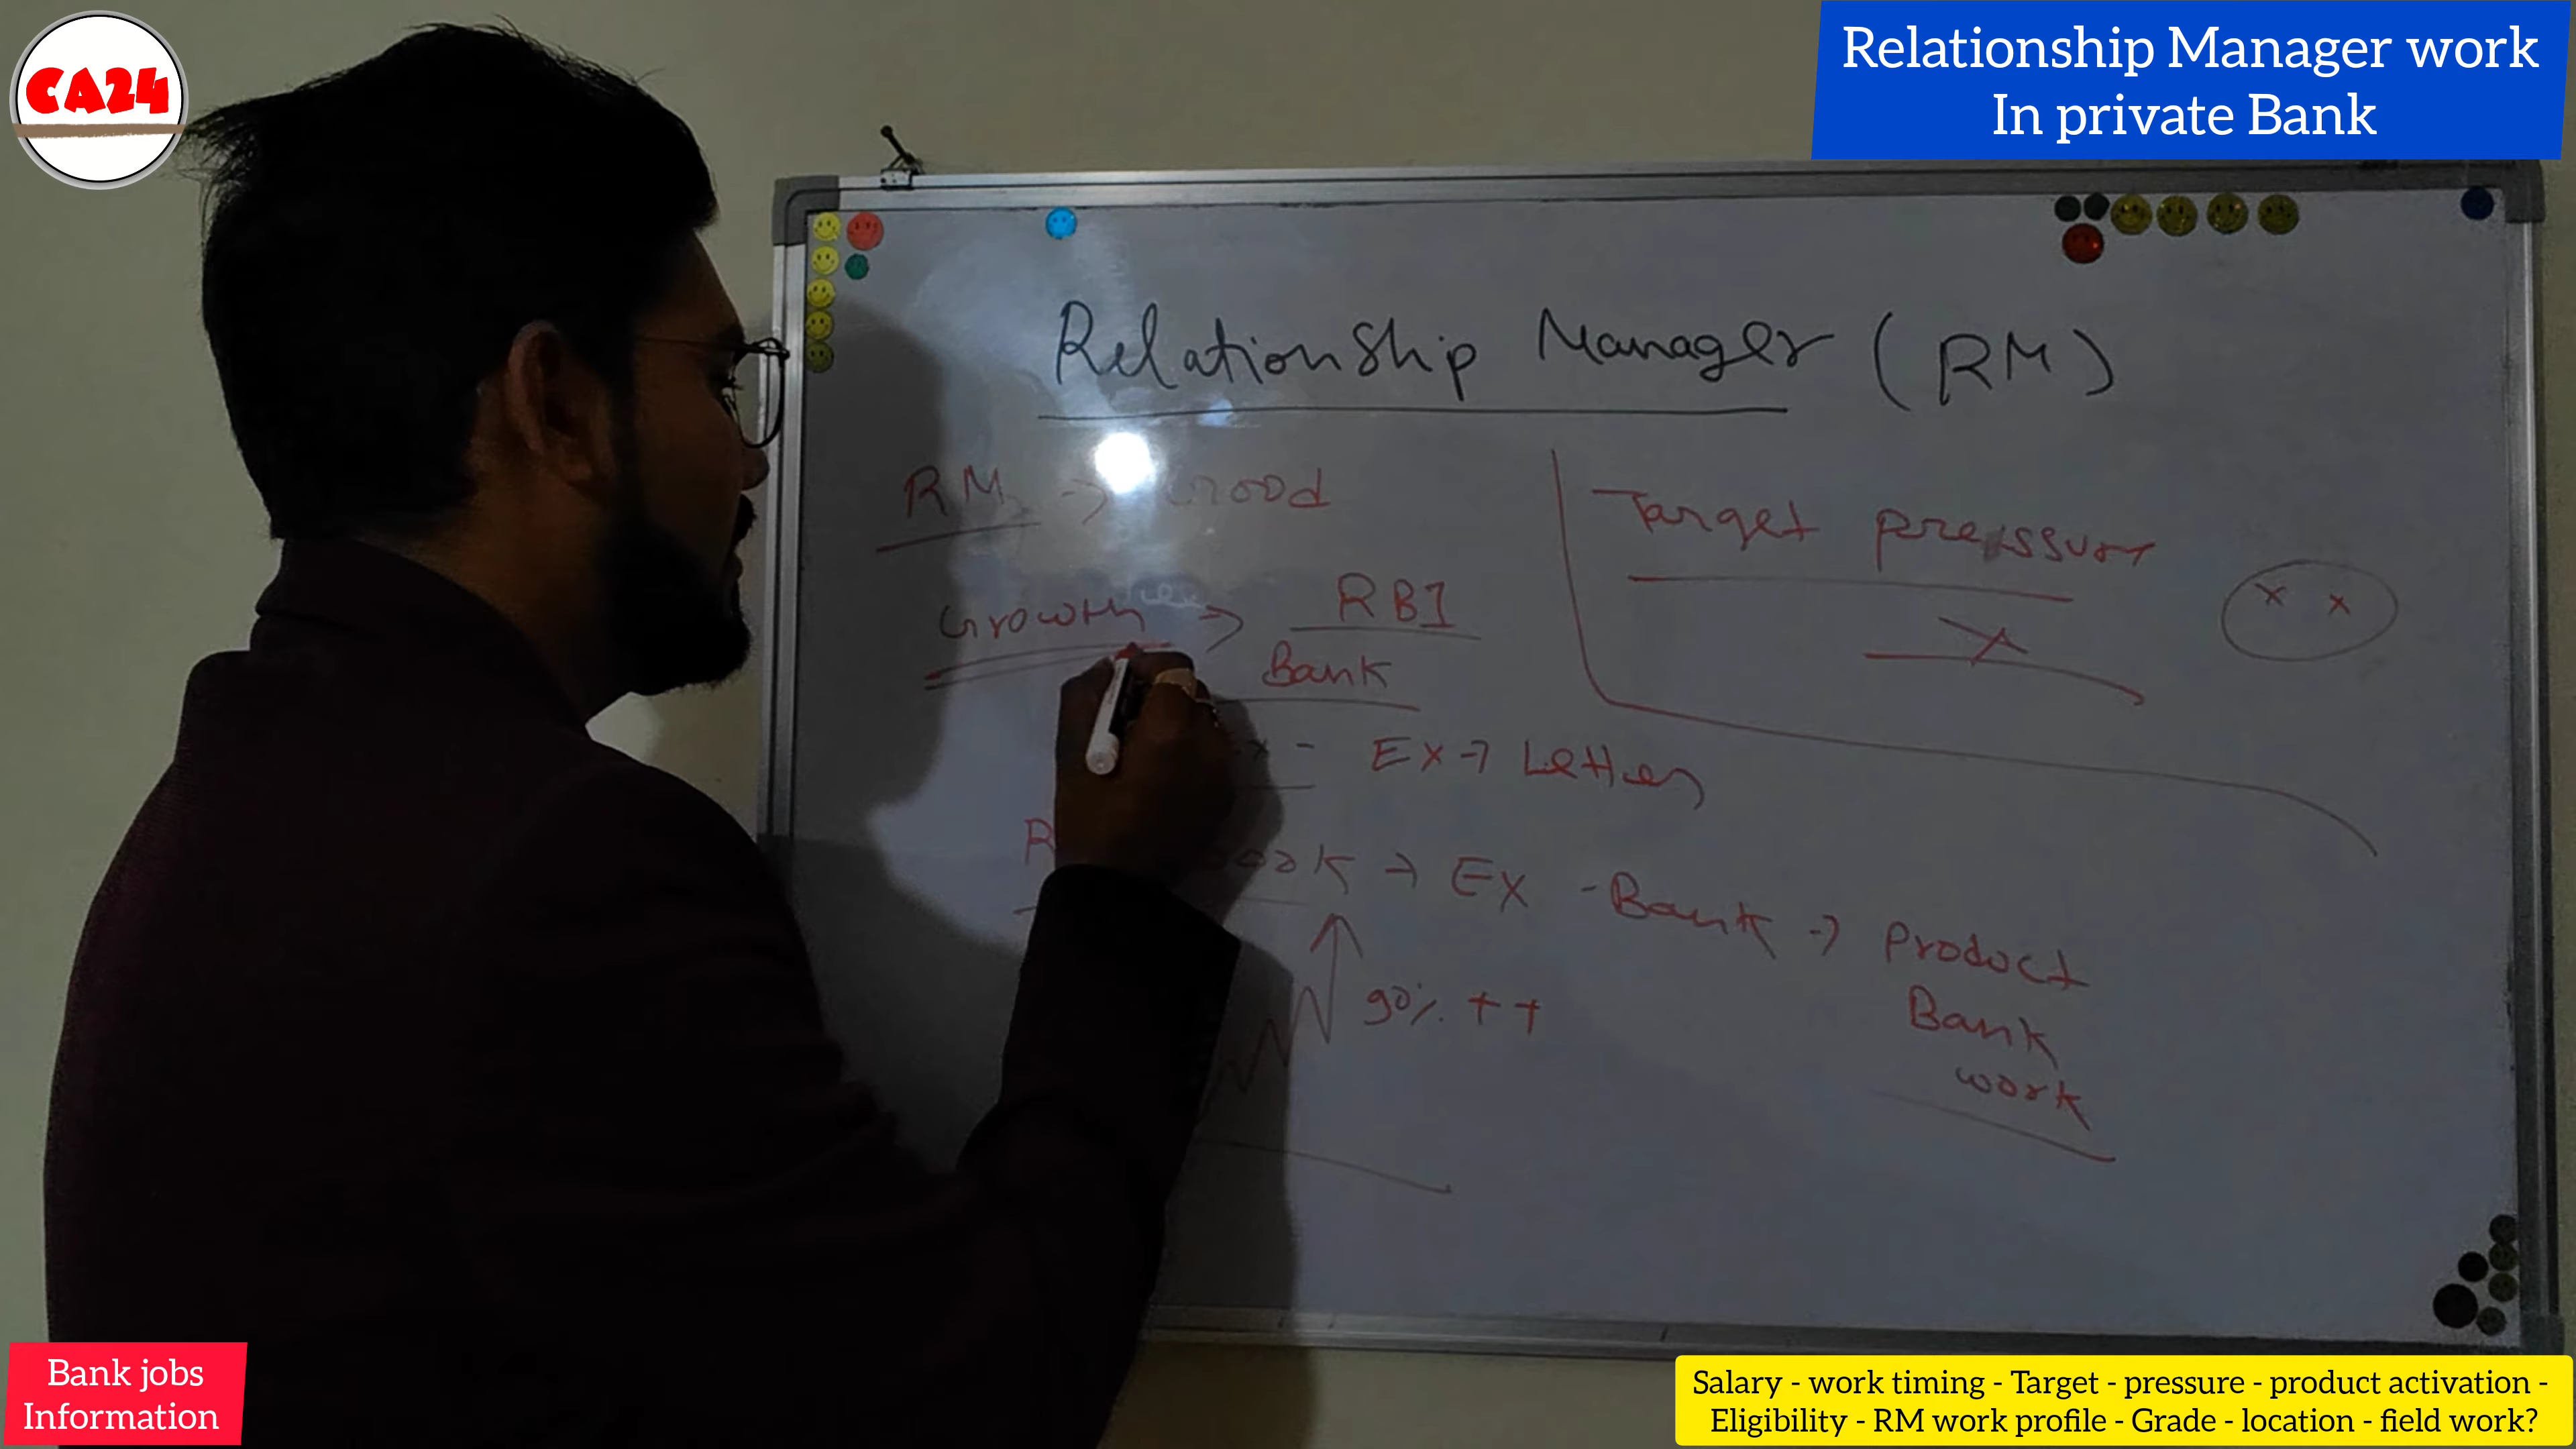 CA24
Relationship Manager work
In private Bank
Relationship Manager (RM)
RM → Good
Target pressure
Growth → RBI
Bank
Ex → Letter
→ Ex - Bank → Product
Bank
work
90% ++
Bank jobs
Information
Salary - work timing - Target - pressure - product activation -
Eligibility - RM work profile - Grade - location - field work?